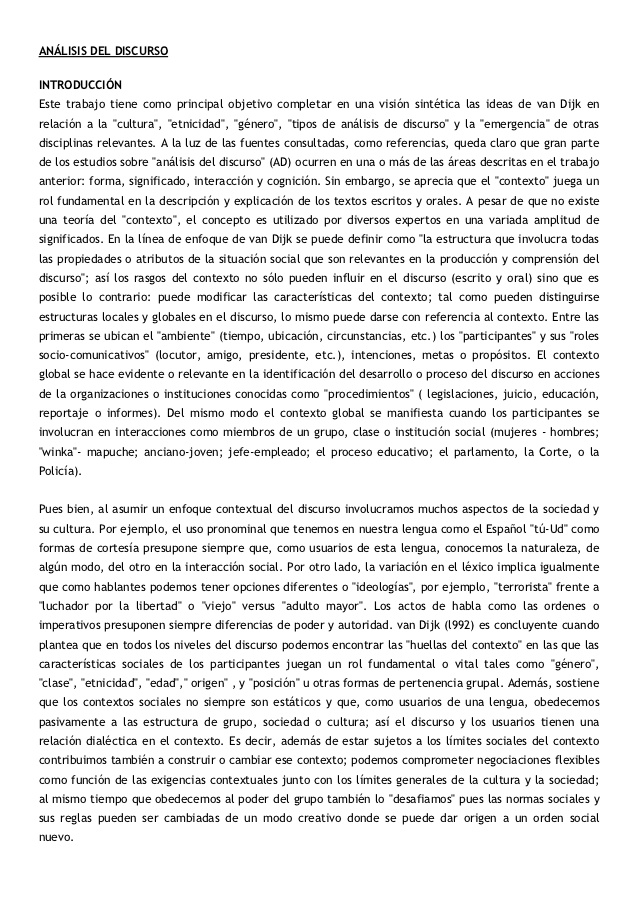 ANÁLISIS DEL DISCURSO
INTRODUCCIÓN
Este trabajo tiene como principal objetivo completar en una visión sintética las ideas de van Dijk en
relación a la "cultura", "etnicidad", "género", "tipos de análisis de discurso" y la "emergencia" de otras
disciplinas relevantes. A la luz de las fuentes consultadas, como referencias, queda claro que gran parte
de los estudios sobre "análisis del discurso" (AD) ocurren en una o más de las áreas descritas en el trabajo
anterior: forma, significado, interacción y cognición. Sin embargo, se aprecia que el "contexto" juega un
rol fundamental en la descripción y explicación de los textos escritos y orales. A pesar de que no existe
una teoría del "contexto", el concepto es utilizado por diversos expertos en una variada amplitud de
significados. En la línea de enfoque de van Dijk se puede definir como "la estructura que involucra todas
las propiedades o atributos de la situación social que son relevantes en la producción y comprensión del
discurso"; así los rasgos del contexto no sólo pueden influir en el discurso (escrito y oral) sino que es
posible lo contrario: puede modificar las características del contexto; tal como pueden distinguirse
estructuras locales y globales en el discurso, lo mismo puede darse con referencia al contexto. Entre las
primeras se ubican el "ambiente" (tiempo, ubicación, circunstancias, etc.) los "participantes" y sus "roles
socio-comunicativos" (locutor, amigo, presidente, etc.), intenciones, metas o propósitos. El contexto
global se hace evidente o relevante en la identificación del desarrollo o proceso del discurso en acciones
de la organizaciones o instituciones conocidas como "procedimientos" ( legislaciones, juicio, educación,
reportaje o informes). Del mismo modo el contexto global se manifiesta cuando los participantes se
involucran en interacciones como miembros de un grupo, clase o institución social (mujeres - hombres;
"winka"- mapuche; anciano-joven; jefe-empleado; el proceso educativo; el parlamento, la Corte, o la
Policía).
Pues bien, al asumir un enfoque contextual del discurso involucramos muchos aspectos de la sociedad y
su cultura. Por ejemplo, el uso pronominal que tenemos en nuestra lengua como el Español "tú-Ud" como
formas de cortesía presupone siempre que, como usuarios de esta lengua, conocemos la naturaleza, de
algún modo, del otro en la interacción social. Por otro lado, la variación en el léxico implica igualmente
que como hablantes podemos tener opciones diferentes o "ideologías", por ejemplo, "terrorista" frente a
"luchador por la libertad" o "viejo" versus "adulto mayor". Los actos de habla como las ordenes o
imperativos presuponen siempre diferencias de poder y autoridad. van Dijk (l992) es concluyente cuando
plantea que en todos los niveles del discurso podemos encontrar las "huellas del contexto" en las que las
características sociales de los participantes juegan un rol fundamental o vital tales como "género",
"clase", "etnicidad", "edad"," origen" , y "posición" u otras formas de pertenencia grupal. Además, sostiene
que los contextos sociales no siempre son estáticos y que, como usuarios de una lengua, obedecemos
pasivamente a las estructura de grupo, sociedad o cultura; así el discurso y los usuarios tienen una
relación dialéctica en el contexto. Es decir, además de estar sujetos a los límites sociales del contexto
contribuimos también a construir o cambiar ese contexto; podemos comprometer negociaciones flexibles
como función de las exigencias contextuales junto con los límites generales de la cultura y la sociedad;
al mismo tiempo que obedecemos al poder del grupo también lo "desafiamos" pues las normas sociales y
sus reglas pueden ser cambiadas de un modo creativo donde se puede dar origen a un orden social
nuevo.